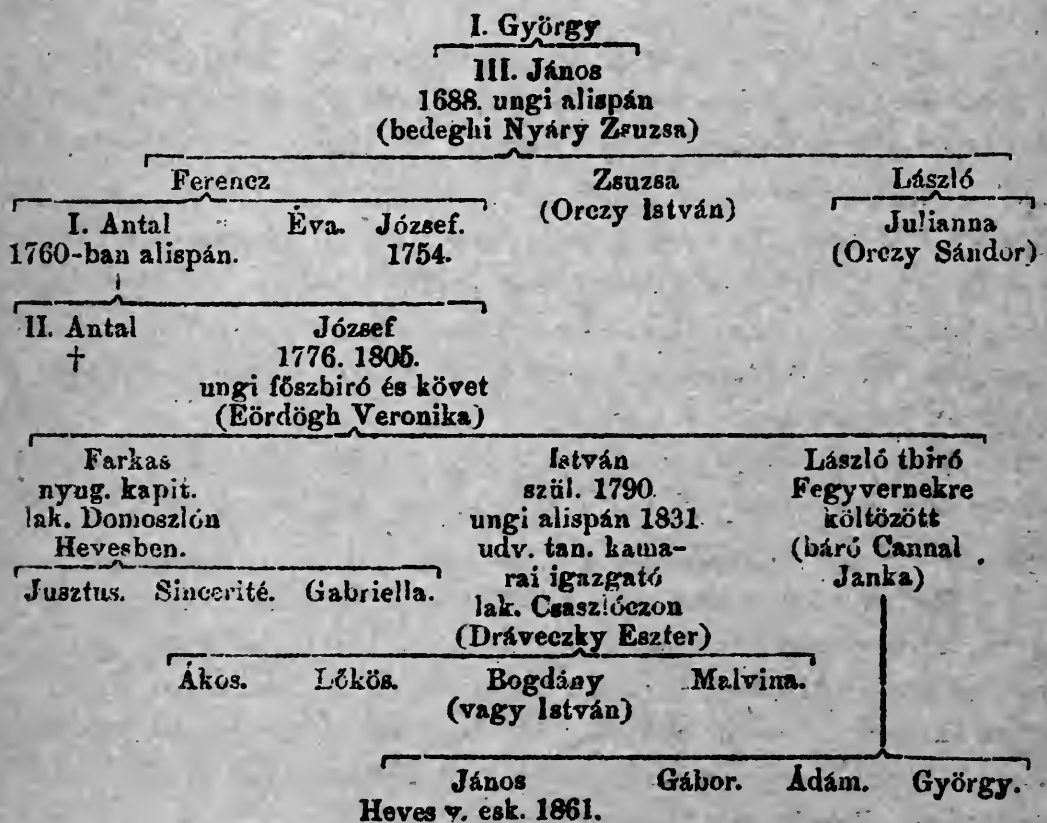 I. György
III. János
1688. ungi alispán
(bedeghi Nyáry Zsuzsa)
Ferencz Zsuzsa László
(Orczy István)
I. Antal Éva. József. Julianna
1760-ban alispán. 1754. (Orczy Sándor)
II. Antal József
† 1776. 1805.
ungi főszbiró és követ
(Eördögh Veronika)
Farkas István László tbiró
nyug. kapit. szül. 1790. Fegyvernekre
lak. Domoszlón ungi alispán 1831 költözött
Hevesben. udv. tan. kama- (báró Cannal
rai igazgató Janka)
Jusztus. Sincerité. Gabriella.
lak. Csaszlóczon
(Dráveczky Eszter)
Ákos. Lőkös. Bogdány Malvina.
(vagy István)
János Gábor. Ádám. György.
Heves v. esk. 1861.